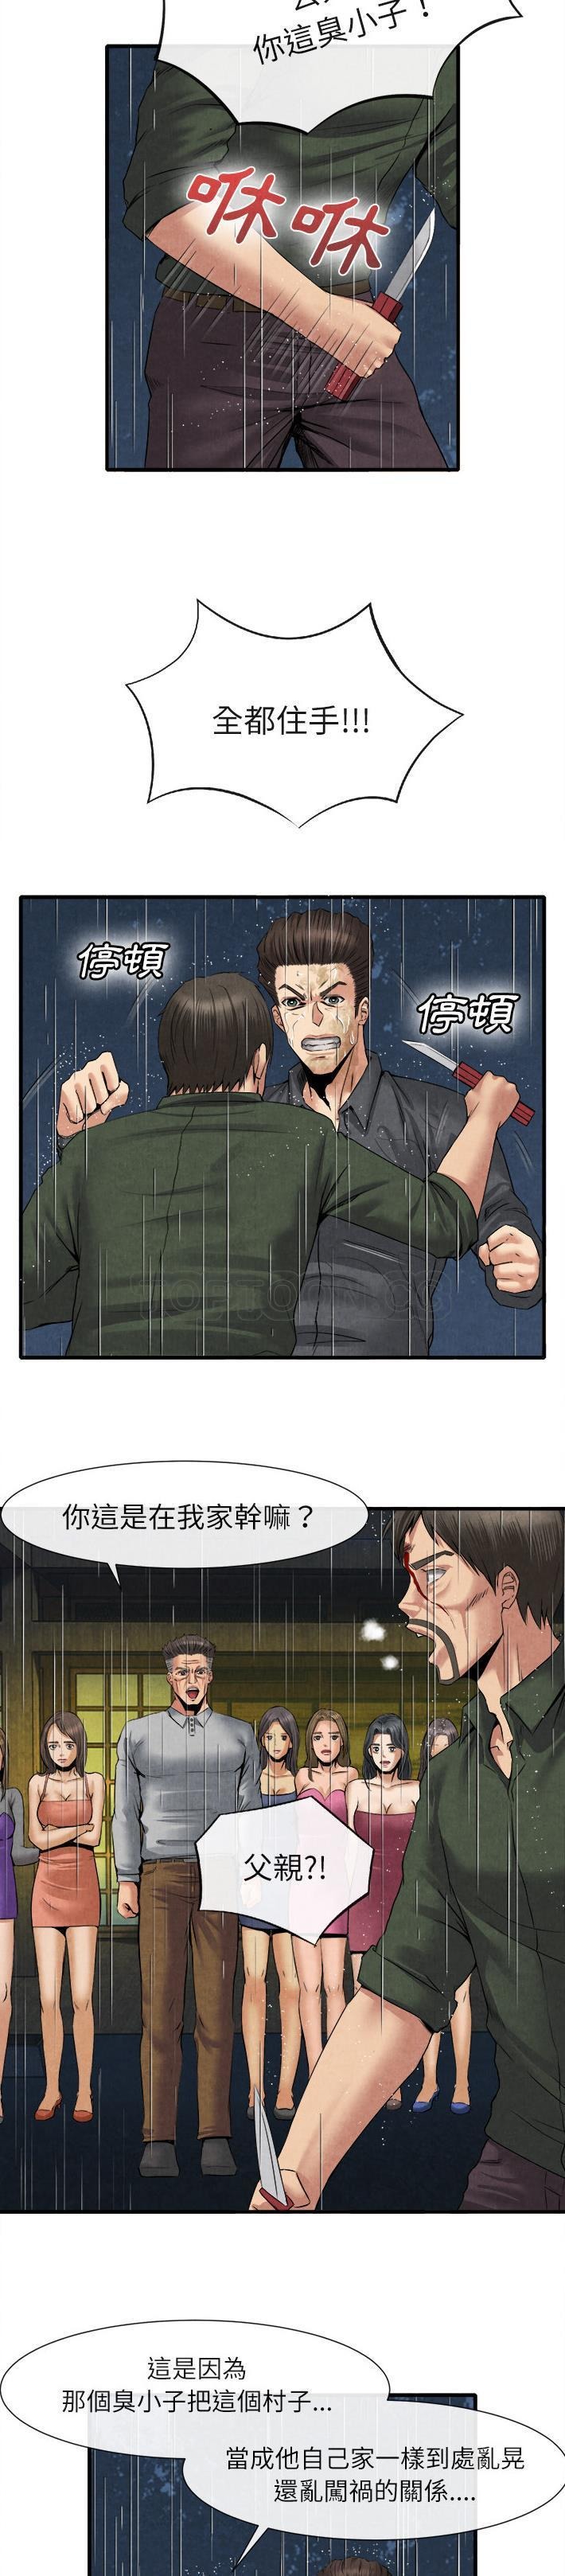 你這臭小子！
咻咻
全都住手!!!
停頓
停頓
TOPTOON.CC
你這是在我家幹嘛？
父親?!
這是因為
那個臭小子把這個村子...
當成他自己家一樣到處亂晃
還亂闖禍的關係....